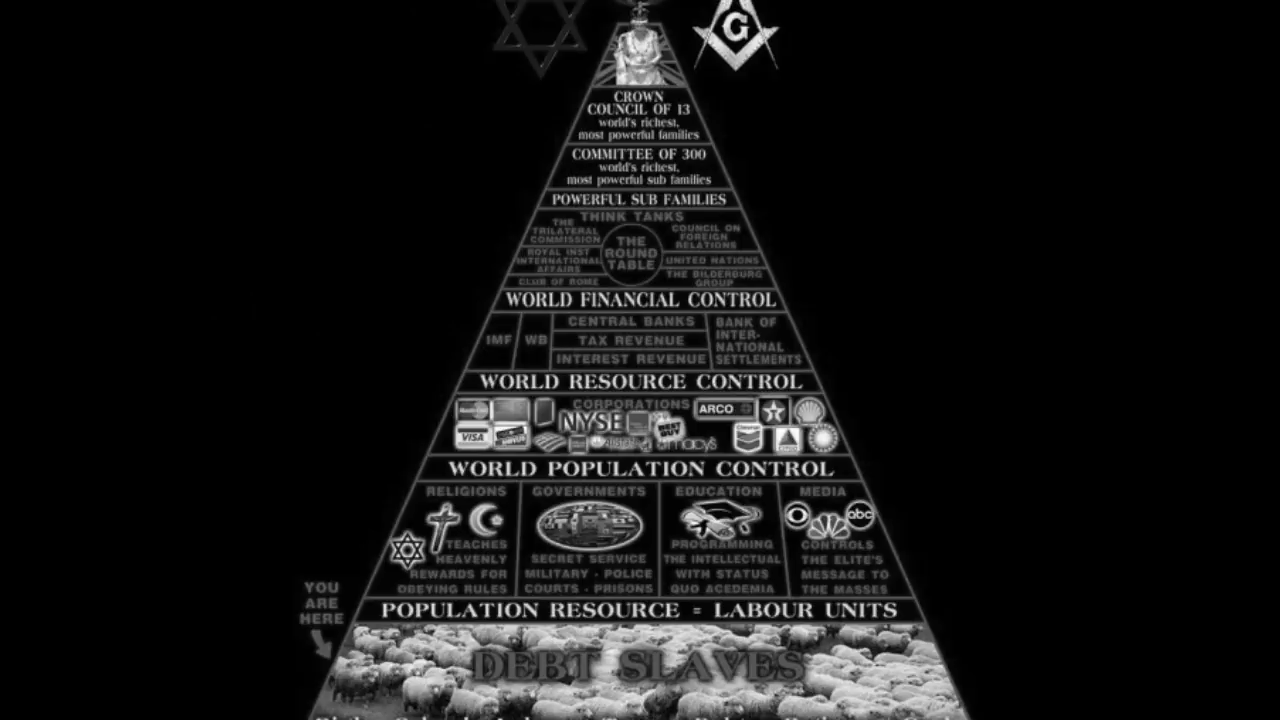 G
CROWN
COUNCIL OF 13
world's richest,
most powerful families
COMMITTEE OF 300
world's richest,
most powerful sub families
POWERFUL SUB FAMILIES
THINK TANKS
THE
TRILATERAL
COMMISSION
COUNCIL ON
FOREIGN
RELATIONS
THE
ROUND
TABLE
ROYAL INST
INTERNATIONAL
AFFAIRS
UNITED NATIONS
CLUB OF ROME
THE BILDERBURG
GROUP
WORLD FINANCIAL CONTROL
IMF
WB
CENTRAL BANKS
TAX REVENUE
INTEREST REVENUE
BANK OF
INTER-
NATIONAL
SETTLEMENTS
WORLD RESOURCE CONTROL
CORPORATIONS
MasterCard
NYSE
ARCO
VISA
BEST
BUY
macy's
WORLD POPULATION CONTROL
RELIGIONS
TEACHES
HEAVENLY
REWARDS FOR
OBEYING RULES
GOVERNMENTS
SECRET SERVICE
MILITARY - POLICE
COURTS - PRISONS
EDUCATION
PROGRAMMING
THE INTELLECTUAL
WITH STATUS
QUO ACEDEMIA
MEDIA
abc
CONTROLS
THE ELITE'S
MESSAGE TO
THE MASSES
YOU
ARE
HERE
POPULATION RESOURCE = LABOUR UNITS
DEBT SLAVES